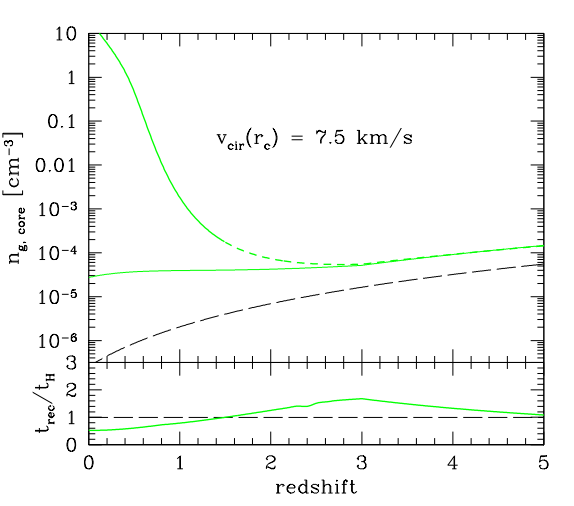 10
1
0.1
0.01
10⁻³
10⁻⁴
10⁻⁵
10⁻⁶
n_g, core [cm⁻³]
v_cir(r_c) = 7.5 km/s
3
2
1
0
t_rec/t_H
0 1 2 3 4 5
redshift